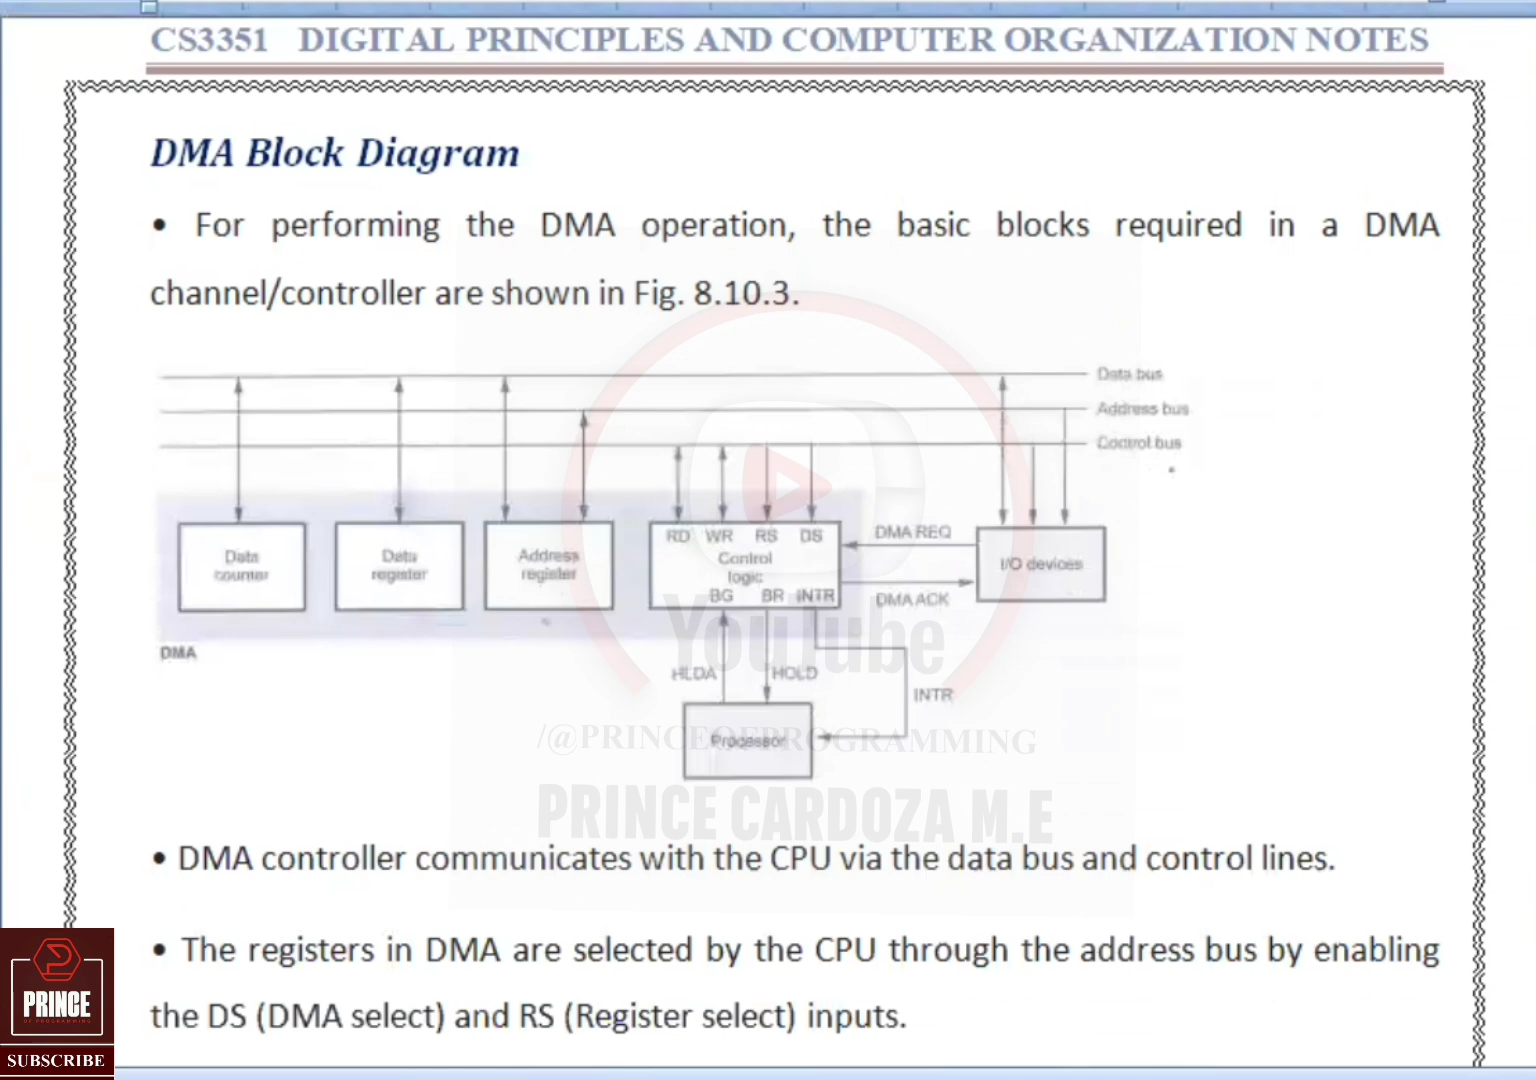 CS3351 DIGITAL PRINCIPLES AND COMPUTER ORGANIZATION NOTES
DMA Block Diagram
• For performing the DMA operation, the basic blocks required in a DMA
channel/controller are shown in Fig. 8.10.3.
Data bus
Address bus
Control bus
RD WR RS DS
DMA REQ
Data
counter
Data
register
Address
register
Control
logic
I/O devices
BG BR INTR
DMA ACK
YouTube
DMA
HLDA
HOLD
INTR
/@PRINCEOFPROGRAMMING
Processor
PRINCE CARDOZA M.E
• DMA controller communicates with the CPU via the data bus and control lines.
• The registers in DMA are selected by the CPU through the address bus by enabling
the DS (DMA select) and RS (Register select) inputs.
PRINCE
OF PROGRAMMING
SUBSCRIBE